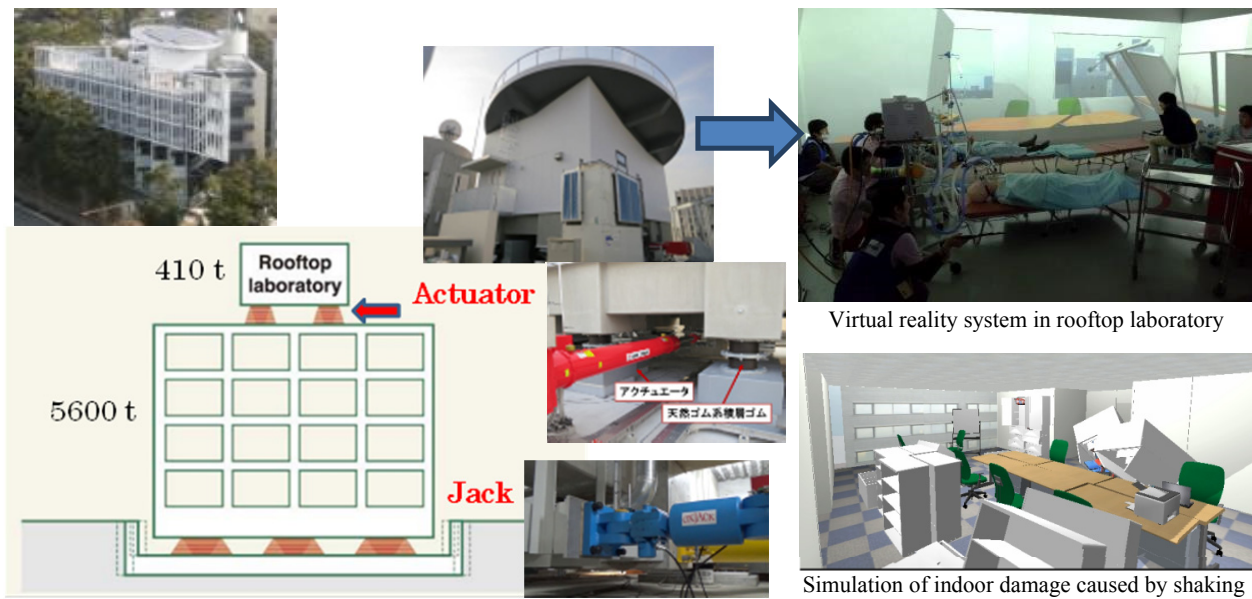 410 t
Rooftop
laboratory
Actuator
5600 t
Jack
アクチュエータ
天然ゴム系積層ゴム
Virtual reality system in rooftop laboratory
Simulation of indoor damage caused by shaking